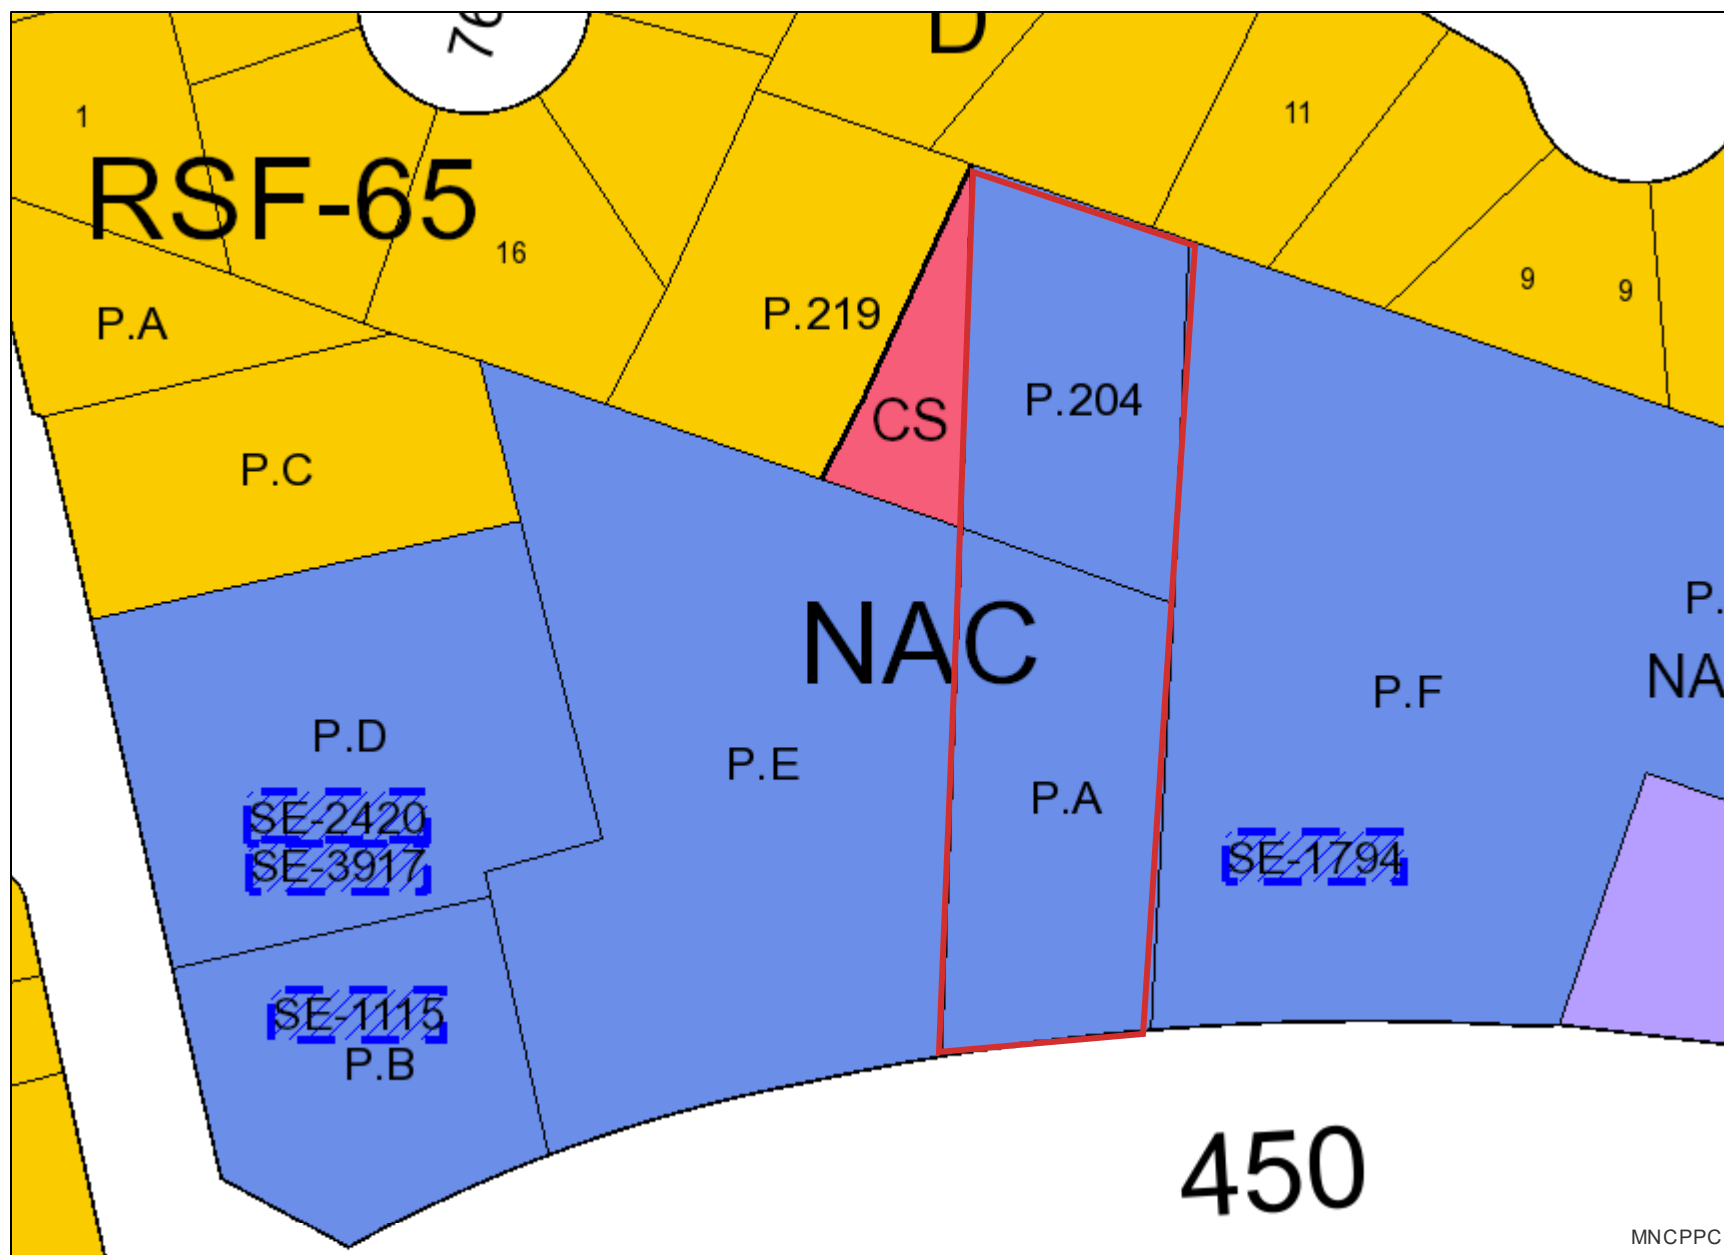 76
D
1
11
RSF-65
16
9
9
P.219
P.A
CS
P.204
P.C
P.
NAC
NA
P.F
P.D
P.E
P.A
SE-2420
SE-3917
SE-1794
SE-1115
P.B
450
MNCPPC